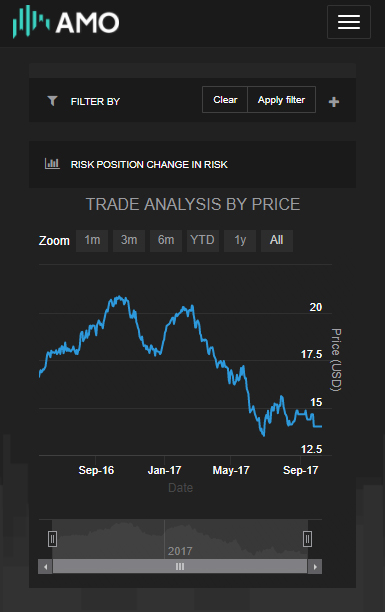 AMO
FILTER BY
Clear
Apply filter
+
RISK POSITION CHANGE IN RISK
TRADE ANALYSIS BY PRICE
Zoom 1m 3m 6m YTD 1y All
20
17.5
15
12.5
Price (USD)
Sep-16 Jan-17 May-17 Sep-17
Date
2017